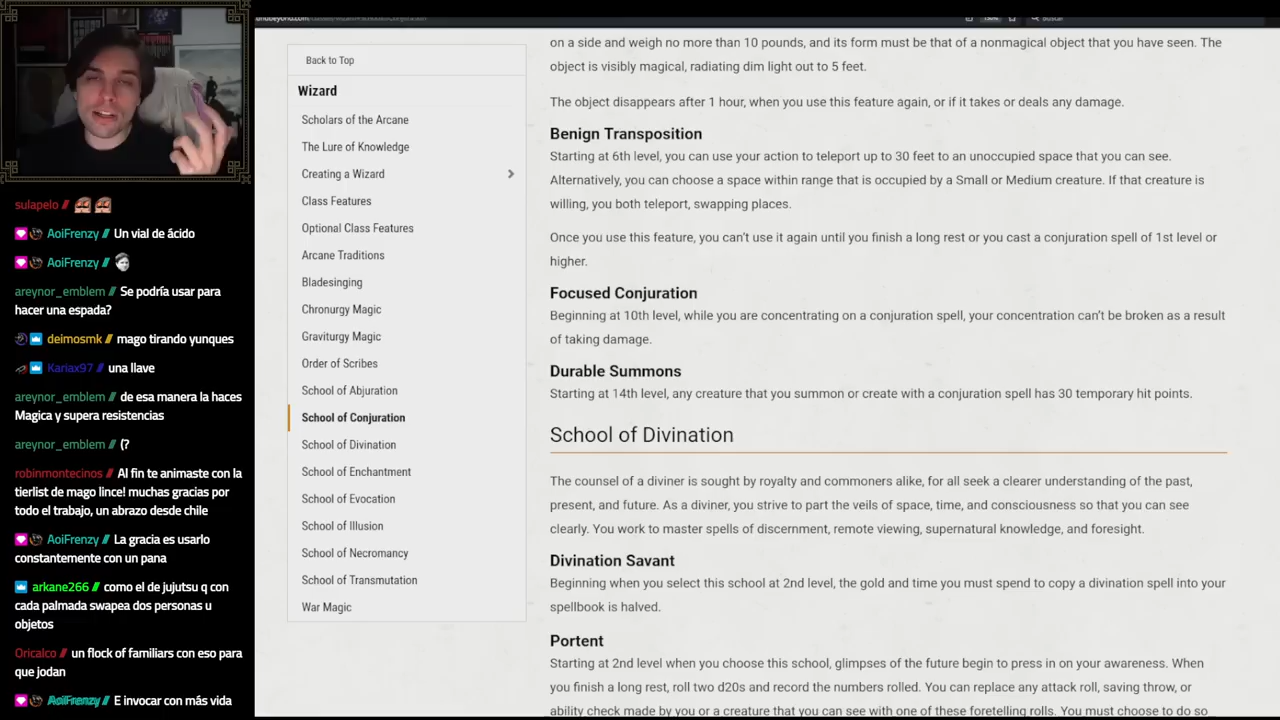 on a side and weigh no more than 10 pounds, and its form must be that of a nonmagical object that you have seen. The
object is visibly magical, radiating dim light out to 5 feet.
The object disappears after 1 hour, when you use this feature again, or if it takes or deals any damage.
Benign Transposition
Starting at 6th level, you can use your action to teleport up to 30 feet to an unoccupied space that you can see.
Alternatively, you can choose a space within range that is occupied by a Small or Medium creature. If that creature is
willing, you both teleport, swapping places.
Once you use this feature, you can't use it again until you finish a long rest or you cast a conjuration spell of 1st level or
higher.
Focused Conjuration
Beginning at 10th level, while you are concentrating on a conjuration spell, your concentration can't be broken as a result
of taking damage.
Durable Summons
Starting at 14th level, any creature that you summon or create with a conjuration spell has 30 temporary hit points.
School of Divination
The counsel of a diviner is sought by royalty and commoners alike, for all seek a clearer understanding of the past,
present, and future. As a diviner, you strive to part the veils of space, time, and consciousness so that you can see
clearly. You work to master spells of discernment, remote viewing, supernatural knowledge, and foresight.
Divination Savant
Beginning when you select this school at 2nd level, the gold and time you must spend to copy a divination spell into your
spellbook is halved.
Portent
Starting at 2nd level when you choose this school, glimpses of the future begin to press in on your awareness. When
you finish a long rest, roll two d20s and record the numbers rolled. You can replace any attack roll, saving throw, or
ability check made by you or a creature that you can see with one of these foretelling rolls. You must choose to do so
Back to Top
Wizard
Scholars of the Arcane
The Lure of Knowledge
Creating a Wizard
Class Features
Optional Class Features
Arcane Traditions
Bladesinging
Chronurgy Magic
Graviturgy Magic
Order of Scribes
School of Abjuration
School of Conjuration
School of Divination
School of Enchantment
School of Evocation
School of Illusion
School of Necromancy
School of Transmutation
War Magic
sulapelo //
AoiFrenzy // Un vial de ácido
AoiFrenzy //
areynor_emblem // Se podría usar para
hacer una espada?
deimosmk // mago tirando yunques
Kariax97 // una llave
areynor_emblem // de esa manera la haces
Magica y supera resistencias
areynor_emblem // (?
robinmontecinos // Al fin te animaste con la
tierlist de mago lince! muchas gracias por
todo el trabajo, un abrazo desde chile
AoiFrenzy // La gracia es usarlo
constantemente con un pana
arkane266 // como el de jujutsu q con
cada palmada swapea dos personas u
objetos
Oricalco // un flock of familiars con eso para
que jodan
AoiFrenzy // E invocar con más vida